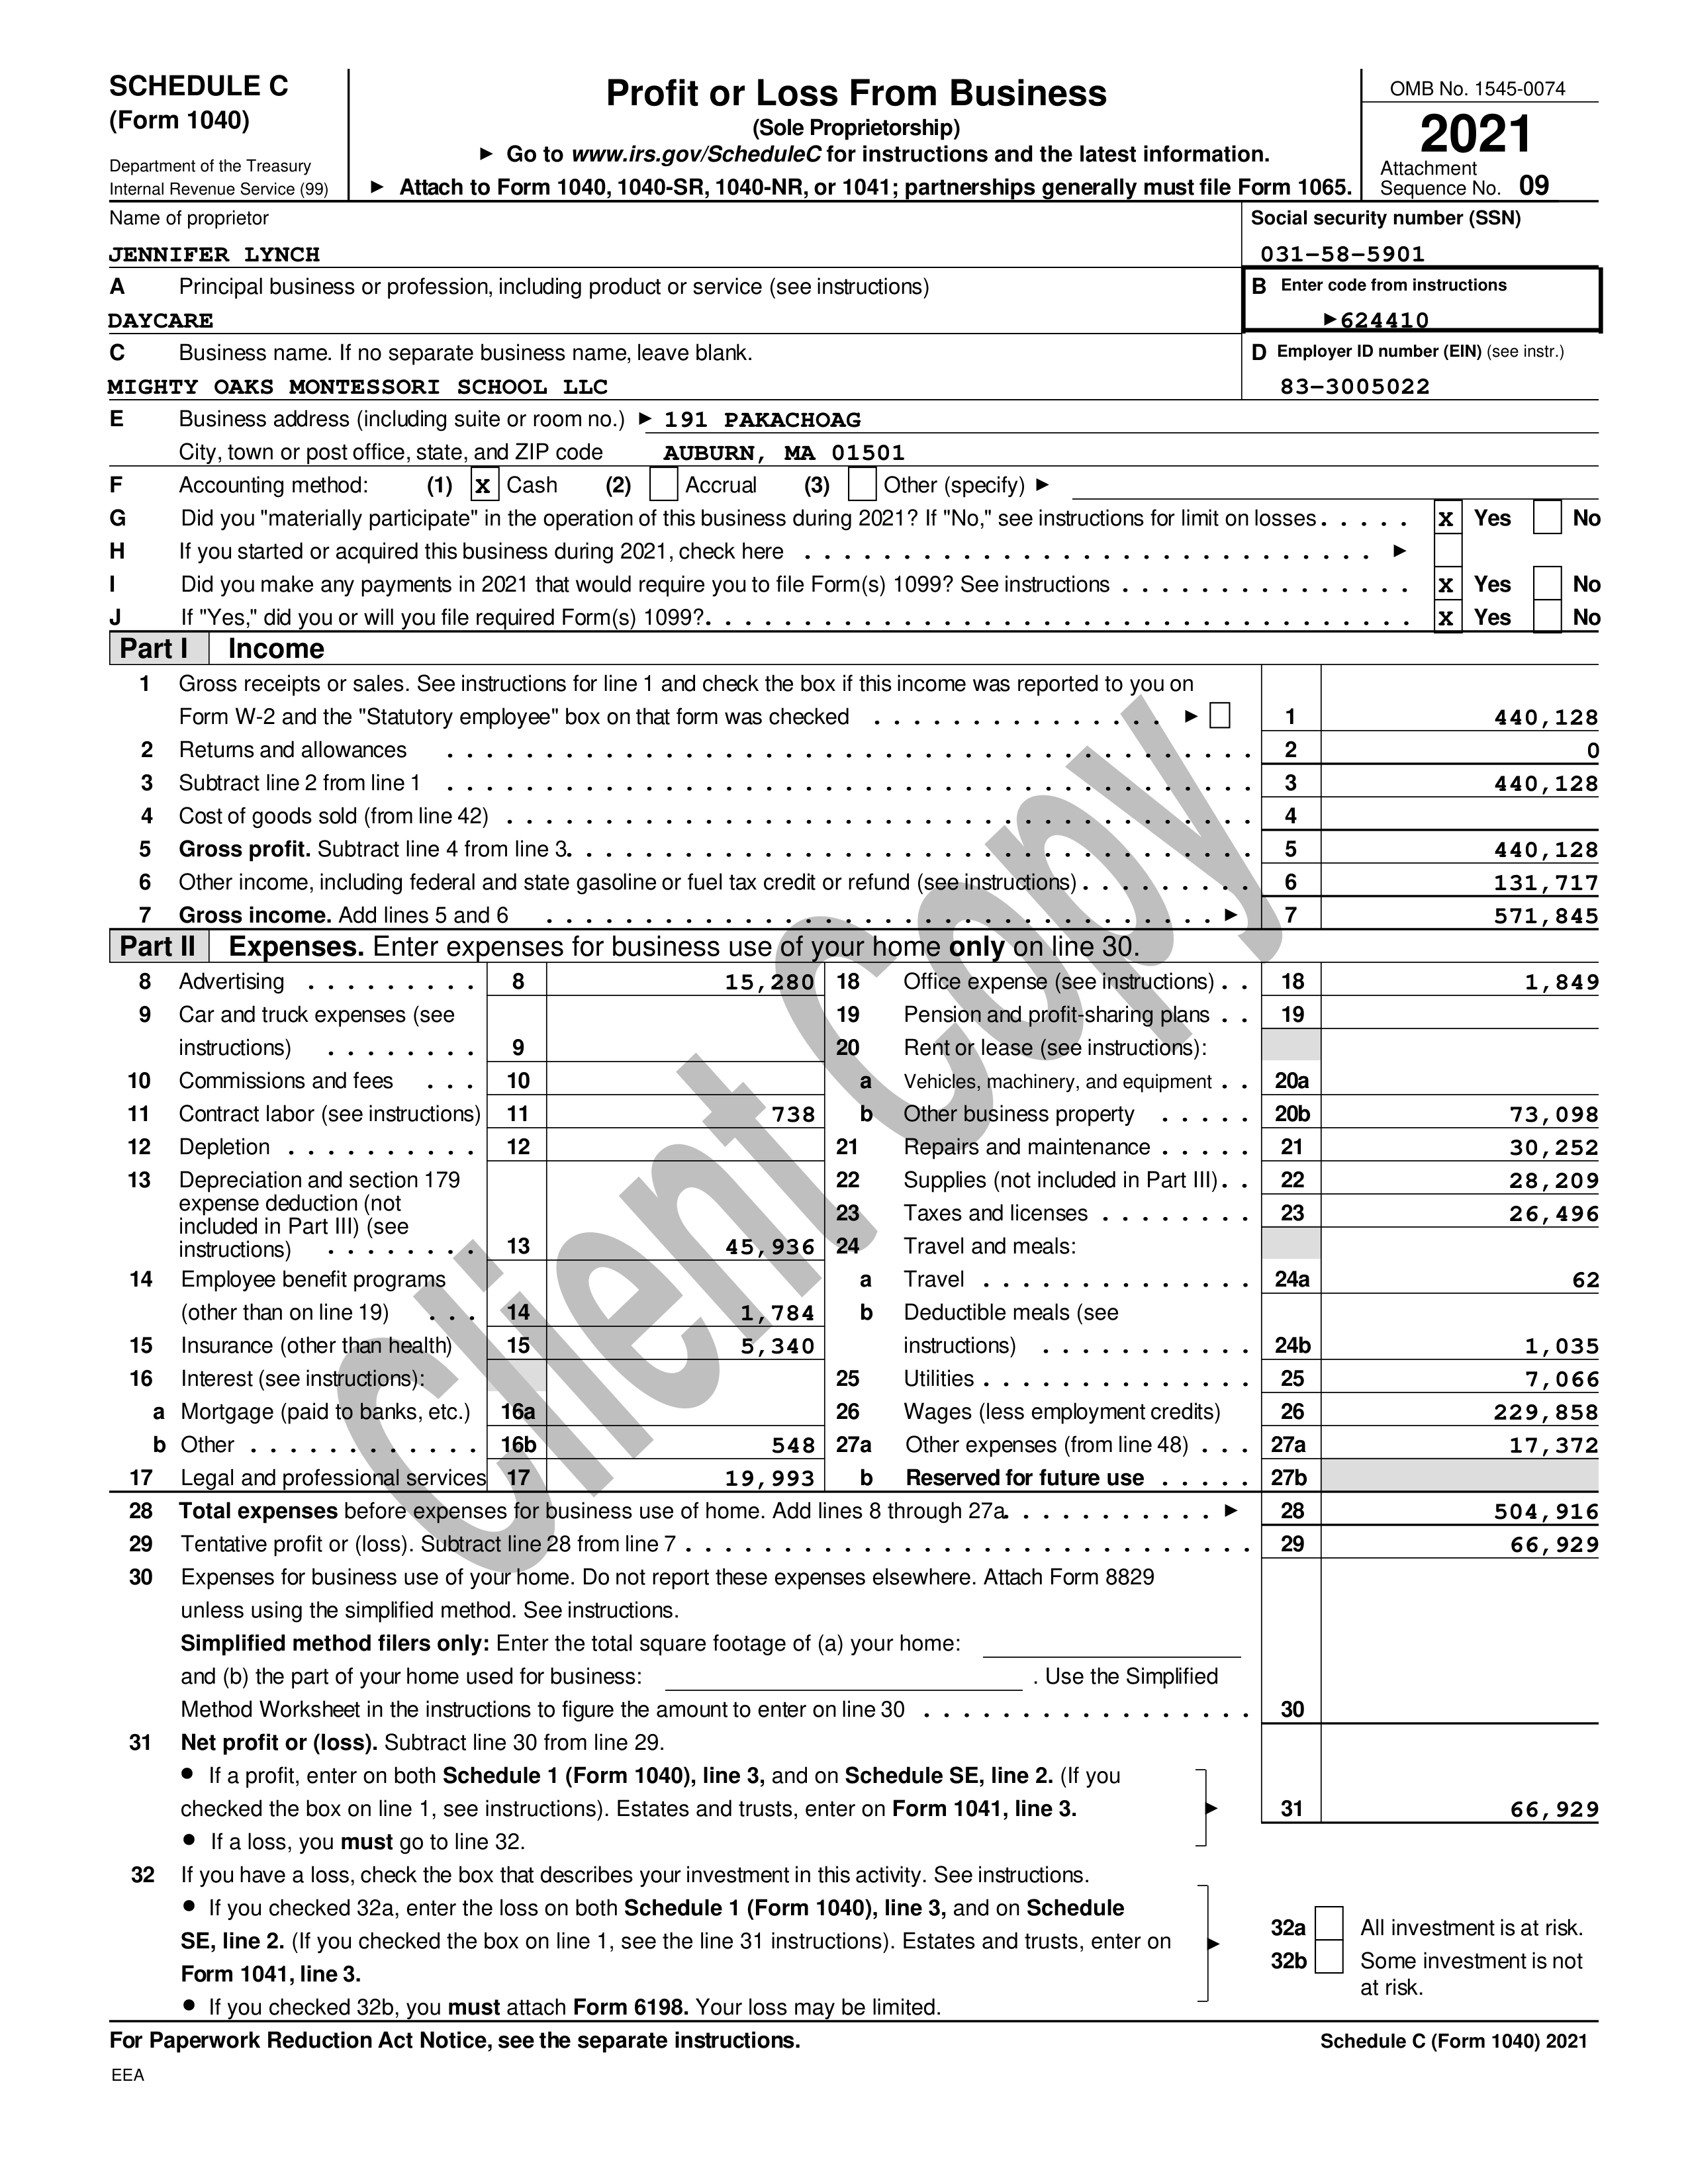 SCHEDULE C
(Form 1040)
Department of the Treasury
Internal Revenue Service (99)
Profit or Loss From Business
(Sole Proprietorship)
► Go to www.irs.gov/ScheduleC for instructions and the latest information.
► Attach to Form 1040, 1040-SR, 1040-NR, or 1041; partnerships generally must file Form 1065.
OMB No. 1545-0074
2021
Attachment
Sequence No. 09
Name of proprietor
JENNIFER LYNCH
Social security number (SSN)
031-58-5901
A Principal business or profession, including product or service (see instructions)
DAYCARE
B Enter code from instructions
►624410
C Business name. If no separate business name, leave blank.
MIGHTY OAKS MONTESSORI SCHOOL LLC
D Employer ID number (EIN) (see instr.)
83-3005022
E Business address (including suite or room no.) ► 191 PAKACHOAG
City, town or post office, state, and ZIP code AUBURN, MA 01501
F Accounting method: (1) X Cash (2) Accrual (3) Other (specify) ►
G Did you "materially participate" in the operation of this business during 2021? If "No," see instructions for limit on losses. . . . . X Yes No
H If you started or acquired this business during 2021, check here ►
I Did you make any payments in 2021 that would require you to file Form(s) 1099? See instructions X Yes No
J If "Yes," did you or will you file required Form(s) 1099?. X Yes No
Part I Income
1 Gross receipts or sales. See instructions for line 1 and check the box if this income was reported to you on
Form W-2 and the "Statutory employee" box on that form was checked ► 1 440,128
2 Returns and allowances 2 0
3 Subtract line 2 from line 1 3 440,128
4 Cost of goods sold (from line 42) 4
5 Gross profit. Subtract line 4 from line 3. 5 440,128
6 Other income, including federal and state gasoline or fuel tax credit or refund (see instructions) 6 131,717
7 Gross income. Add lines 5 and 6 ► 7 571,845
Part II Expenses. Enter expenses for business use of your home only on line 30.
8 Advertising 8 15,280
9 Car and truck expenses (see
instructions) 9
10 Commissions and fees 10
11 Contract labor (see instructions) 11 738
12 Depletion 12
13 Depreciation and section 179
expense deduction (not
included in Part III) (see
instructions) 13 45,936
14 Employee benefit programs
(other than on line 19) 14 1,784
15 Insurance (other than health) 15 5,340
16 Interest (see instructions):
a Mortgage (paid to banks, etc.) 16a
b Other 16b 548
17 Legal and professional services 17 19,993
18 Office expense (see instructions) 18 1,849
19 Pension and profit-sharing plans 19
20 Rent or lease (see instructions):
a Vehicles, machinery, and equipment 20a
b Other business property 20b 73,098
21 Repairs and maintenance 21 30,252
22 Supplies (not included in Part III) 22 28,209
23 Taxes and licenses 23 26,496
24 Travel and meals:
a Travel 24a 62
b Deductible meals (see
instructions) 24b 1,035
25 Utilities 25 7,066
26 Wages (less employment credits) 26 229,858
27a Other expenses (from line 48) 27a 17,372
b Reserved for future use 27b
28 Total expenses before expenses for business use of home. Add lines 8 through 27a. ► 28 504,916
29 Tentative profit or (loss). Subtract line 28 from line 7 29 66,929
30 Expenses for business use of your home. Do not report these expenses elsewhere. Attach Form 8829
unless using the simplified method. See instructions.
Simplified method filers only: Enter the total square footage of (a) your home:
and (b) the part of your home used for business: . Use the Simplified
Method Worksheet in the instructions to figure the amount to enter on line 30 30
31 Net profit or (loss). Subtract line 30 from line 29.
● If a profit, enter on both Schedule 1 (Form 1040), line 3, and on Schedule SE, line 2. (If you
checked the box on line 1, see instructions). Estates and trusts, enter on Form 1041, line 3.
● If a loss, you must go to line 32.
► 31 66,929
32 If you have a loss, check the box that describes your investment in this activity. See instructions.
● If you checked 32a, enter the loss on both Schedule 1 (Form 1040), line 3, and on Schedule
SE, line 2. (If you checked the box on line 1, see the line 31 instructions). Estates and trusts, enter on
Form 1041, line 3.
● If you checked 32b, you must attach Form 6198. Your loss may be limited.
► 32a All investment is at risk.
32b Some investment is not
at risk.
For Paperwork Reduction Act Notice, see the separate instructions.
Schedule C (Form 1040) 2021
EEA
Client Copy